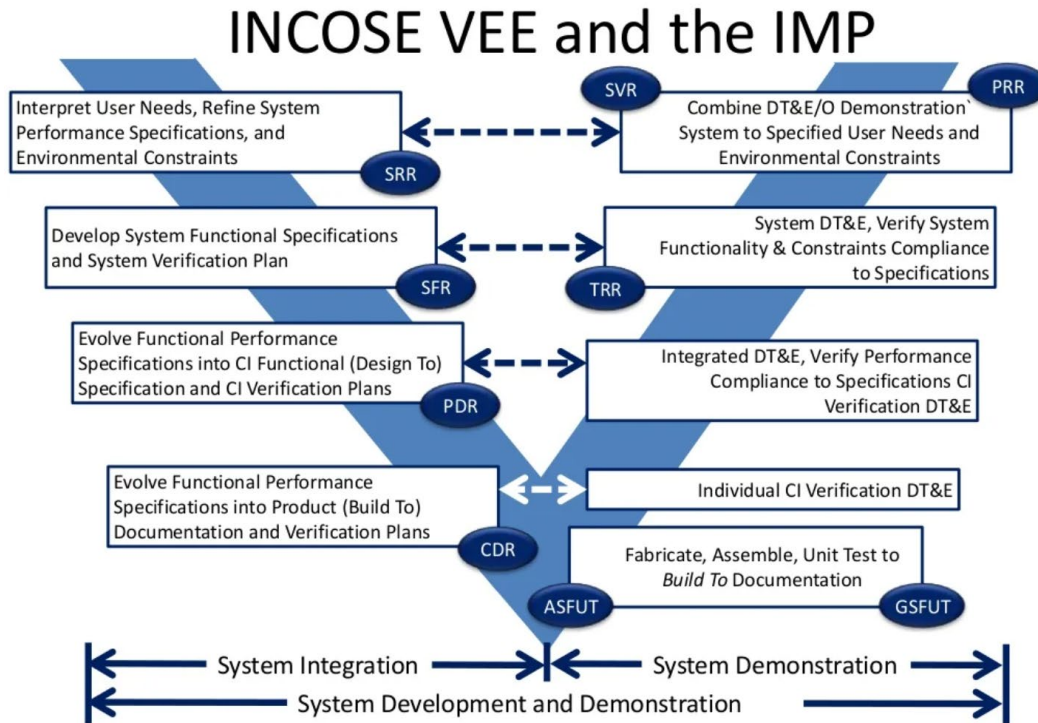 INCOSE VEE and the IMP
Interpret User Needs, Refine System
Performance Specifications, and
Environmental Constraints
SRR
SVR
PRR
Combine DT&E/O Demonstration`
System to Specified User Needs and
Environmental Constraints
Develop System Functional Specifications
and System Verification Plan
SFR
System DT&E, Verify System
Functionality & Constraints Compliance
to Specifications
TRR
Evolve Functional Performance
Specifications into CI Functional (Design To)
Specification and CI Verification Plans
PDR
Integrated DT&E, Verify Performance
Compliance to Specifications CI
Verification DT&E
Evolve Functional Performance
Specifications into Product (Build To)
Documentation and Verification Plans
CDR
Individual CI Verification DT&E
Fabricate, Assemble, Unit Test to
Build To Documentation
ASFUT
GSFUT
System Integration
System Demonstration
System Development and Demonstration